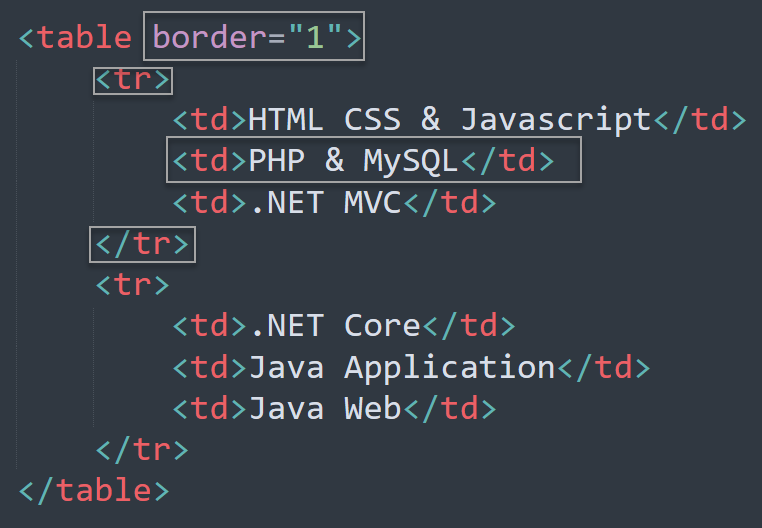 <table border="1">
<tr>
<td>HTML CSS & Javascript</td>
<td>PHP & MySQL</td>
<td>.NET MVC</td>
</tr>
<tr>
<td>.NET Core</td>
<td>Java Application</td>
<td>Java Web</td>
</tr>
</table>